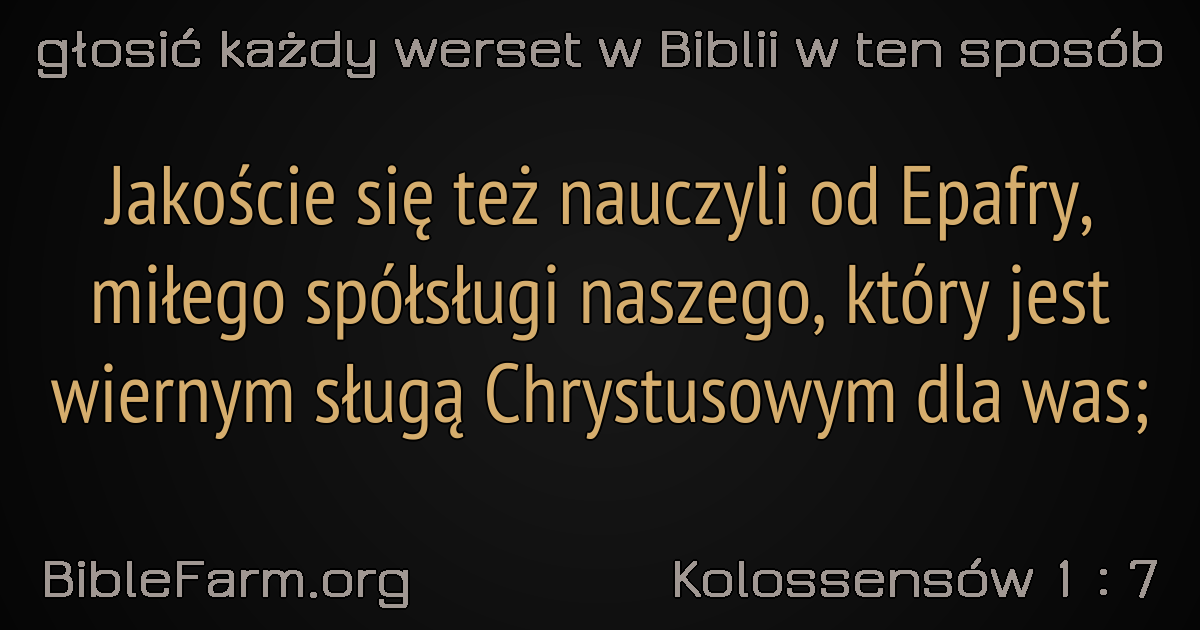 głosić każdy werset w Biblii w ten sposób
Jakoście się też nauczyli od Epafry,
miłego spółsługi naszego, który jest
wiernym sługą Chrystusowym dla was;
BibleFarm.org
Kolossensów 1 : 7